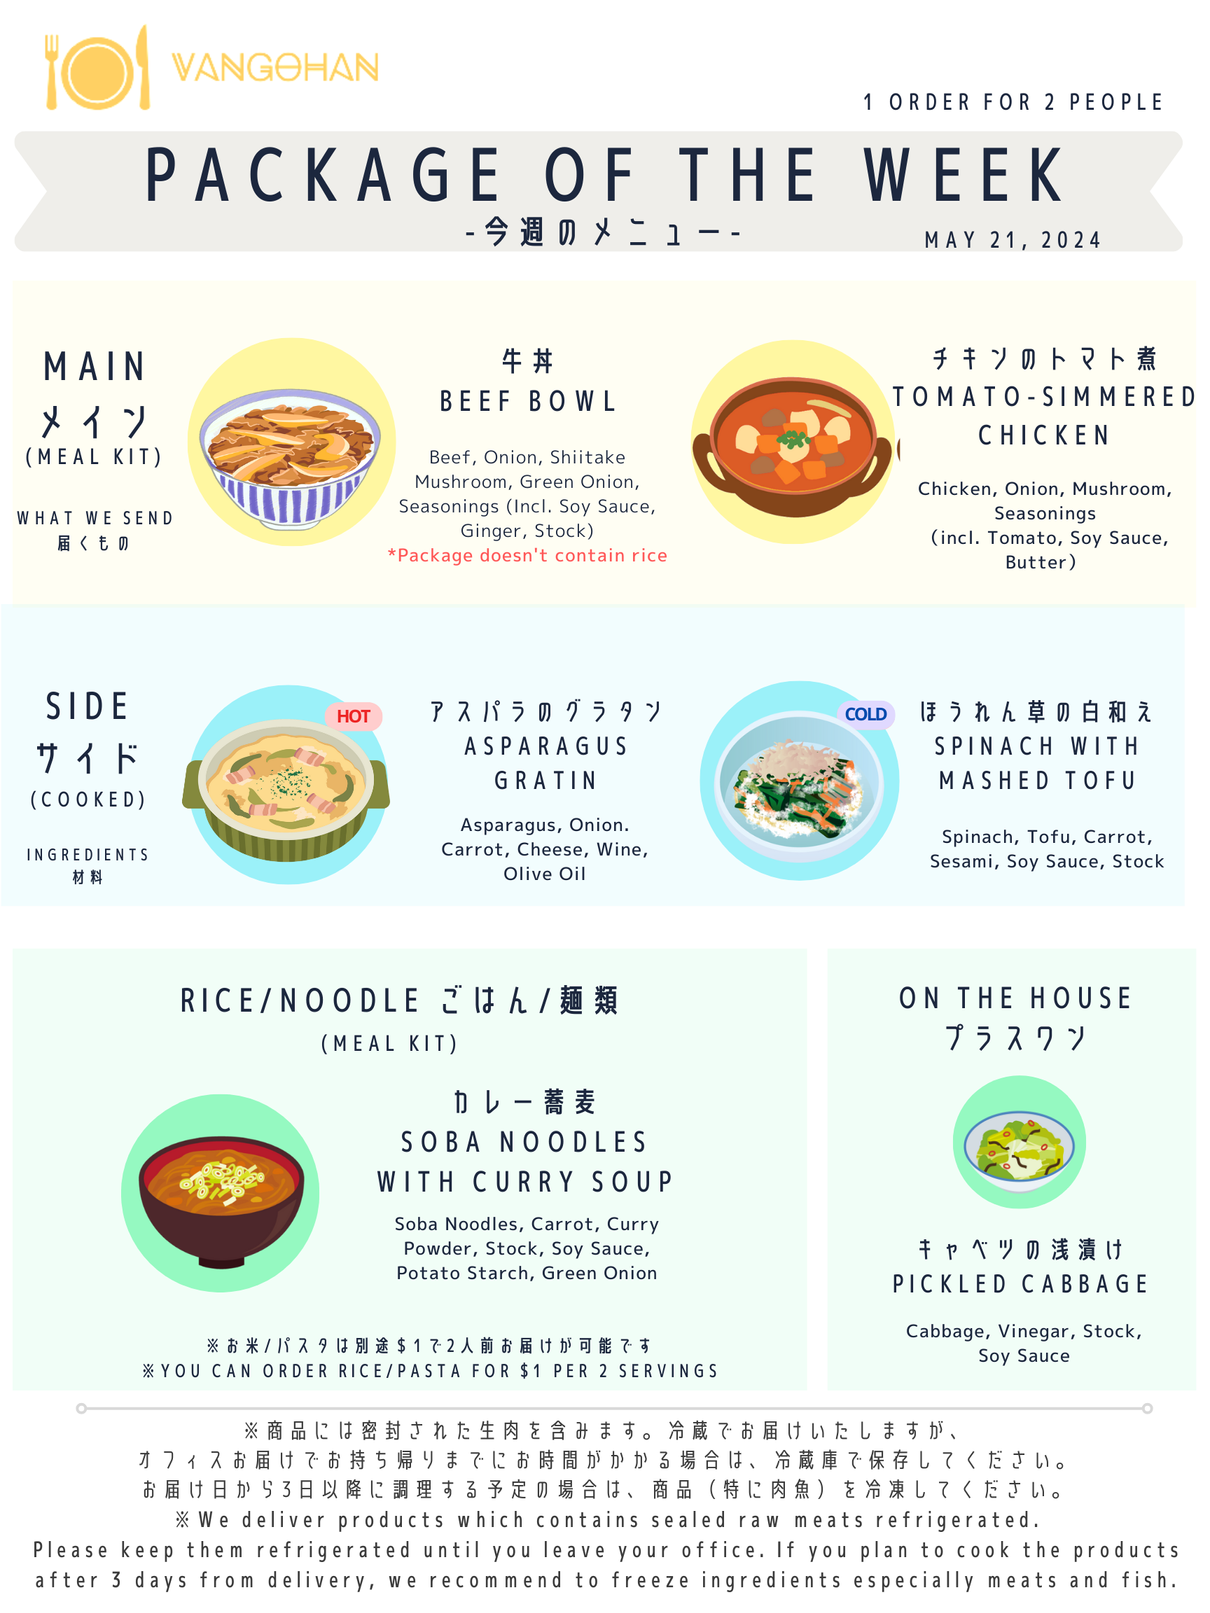 VANGOHAN
1 ORDER FOR 2 PEOPLE
PACKAGE OF THE WEEK
-今週のメニュー-
MAY 21, 2024
MAIN
メイン
(MEAL KIT)
WHAT WE SEND
届くもの
牛丼
BEEF BOWL
Beef, Onion, Shiitake
Mushroom, Green Onion,
Seasonings (Incl. Soy Sauce,
Ginger, Stock)
*Package doesn't contain rice
チキンのトマト煮
TOMATO-SIMMERED
CHICKEN
Chicken, Onion, Mushroom,
Seasonings
(incl. Tomato, Soy Sauce,
Butter)
SIDE
サイド
(COOKED)
INGREDIENTS
材料
HOT
アスパラのグラタン
ASPARAGUS
GRATIN
Asparagus, Onion.
Carrot, Cheese, Wine,
Olive Oil
COLD
ほうれん草の白和え
SPINACH WITH
MASHED TOFU
Spinach, Tofu, Carrot,
Sesami, Soy Sauce, Stock
RICE/NOODLE ごはん/麺類
(MEAL KIT)
カレー蕎麦
SOBA NOODLES
WITH CURRY SOUP
Soba Noodles, Carrot, Curry
Powder, Stock, Soy Sauce,
Potato Starch, Green Onion
※お米/パスタは別途$1で2人前お届けが可能です
※YOU CAN ORDER RICE/PASTA FOR $1 PER 2 SERVINGS
ON THE HOUSE
プラスワン
キャベツの浅漬け
PICKLED CABBAGE
Cabbage, Vinegar, Stock,
Soy Sauce
※商品には密封された生肉を含みます。冷蔵でお届けいたしますが、
オフィスお届けでお持ち帰りまでにお時間がかかる場合は、冷蔵庫で保存してください。
お届け日から3日以降に調理する予定の場合は、商品（特に肉魚）を冷凍してください。
※We deliver products which contains sealed raw meats refrigerated.
Please keep them refrigerated until you leave your office. If you plan to cook the products
after 3 days from delivery, we recommend to freeze ingredients especially meats and fish.